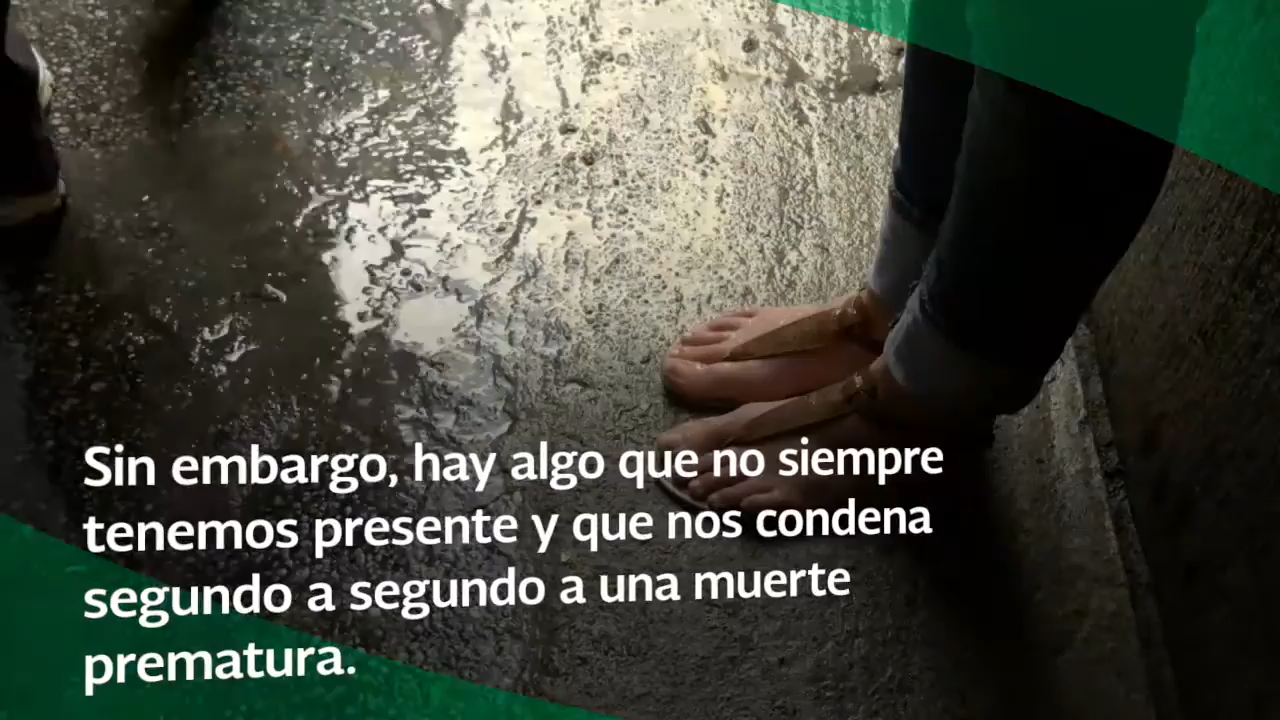 Sin embargo, hay algo que no siempre
tenemos presente y que nos condena
segundo a segundo a una muerte
prematura.